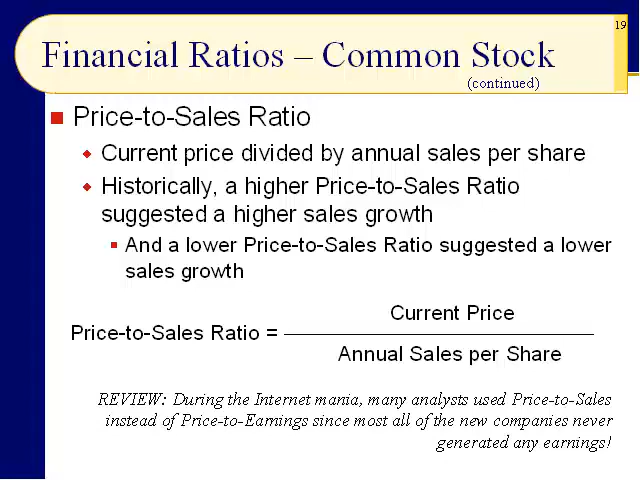 19
Financial Ratios – Common Stock
(continued)
Price-to-Sales Ratio
Current price divided by annual sales per share
Historically, a higher Price-to-Sales Ratio
suggested a higher sales growth
And a lower Price-to-Sales Ratio suggested a lower
sales growth
Current Price
Price-to-Sales Ratio =
Annual Sales per Share
REVIEW: During the Internet mania, many analysts used Price-to-Sales
instead of Price-to-Earnings since most all of the new companies never
generated any earnings!